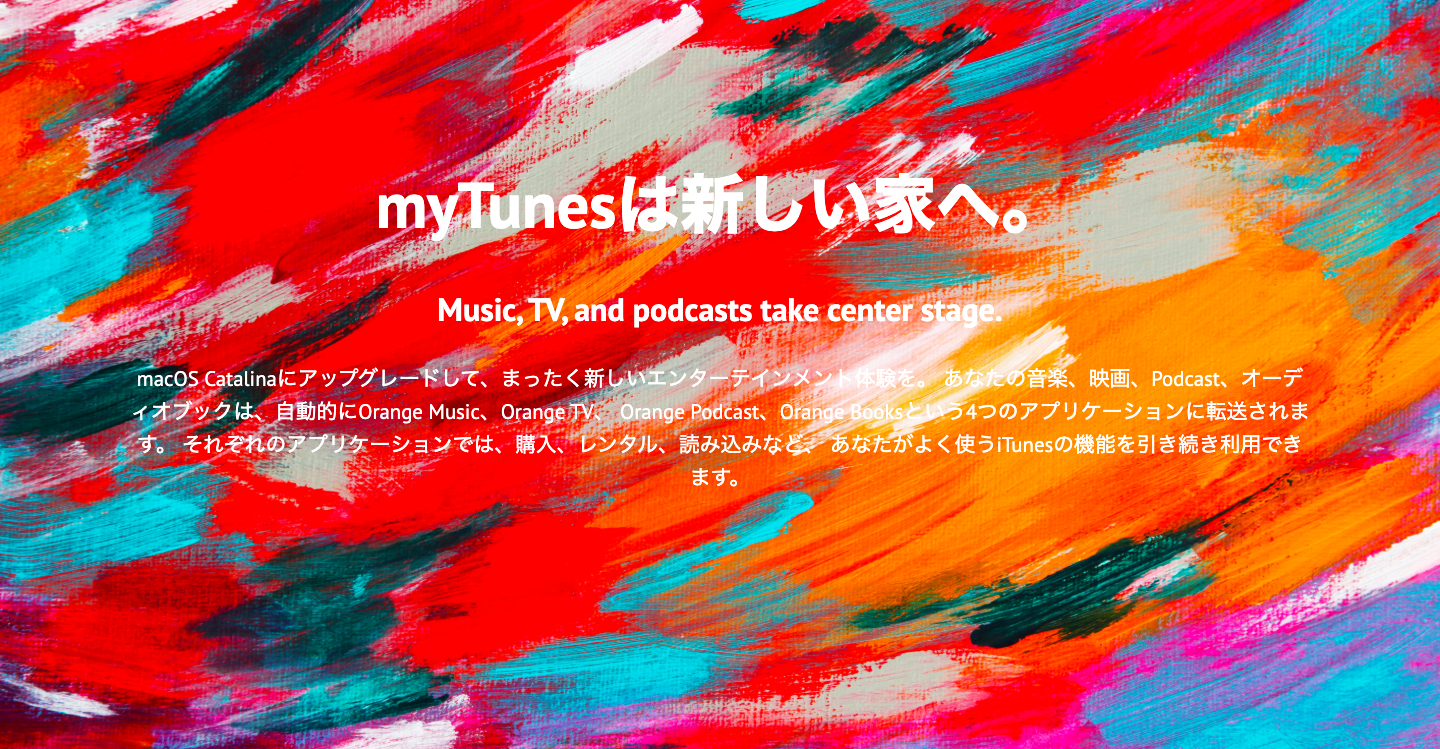 myTunesは新しい家へ。
Music, TV, and podcasts take center stage.
macOS Catalinaにアップグレードして、まったく新しいエンターテインメント体験を。 あなたの音楽、映画、Podcast、オーデ
ィオブックは、自動的にOrange Music、Orange TV、 Orange Podcast、Orange Booksという4つのアプリケーションに転送されま
す。 それぞれのアプリケーションでは、購入、レンタル、読み込みなど、 あなたがよく使うiTunesの機能を引き続き利用でき
ます。